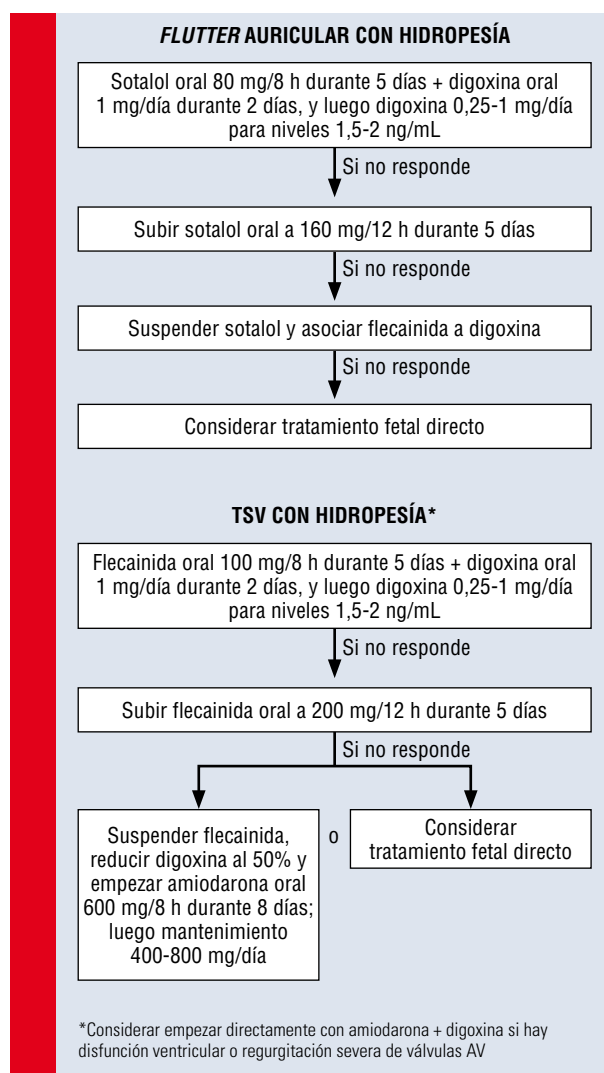 FLUTTER AURICULAR CON HIDROPESÍA
Sotalol oral 80 mg/8 h durante 5 días + digoxina oral
1 mg/día durante 2 días, y luego digoxina 0,25-1 mg/día
para niveles 1,5-2 ng/mL
Si no responde
Subir sotalol oral a 160 mg/12 h durante 5 días
Si no responde
Suspender sotalol y asociar flecainida a digoxina
Si no responde
Considerar tratamiento fetal directo
TSV CON HIDROPESÍA*
Flecainida oral 100 mg/8 h durante 5 días + digoxina oral
1 mg/día durante 2 días, y luego digoxina 0,25-1 mg/día
para niveles 1,5-2 ng/mL
Si no responde
Subir flecainida oral a 200 mg/12 h durante 5 días
Si no responde
Suspender flecainida,
reducir digoxina al 50% y
empezar amiodarona oral
600 mg/8 h durante 8 días;
luego mantenimiento
400-800 mg/día
o
Considerar
tratamiento fetal directo
*Considerar empezar directamente con amiodarona + digoxina si hay
disfunción ventricular o regurgitación severa de válvulas AV